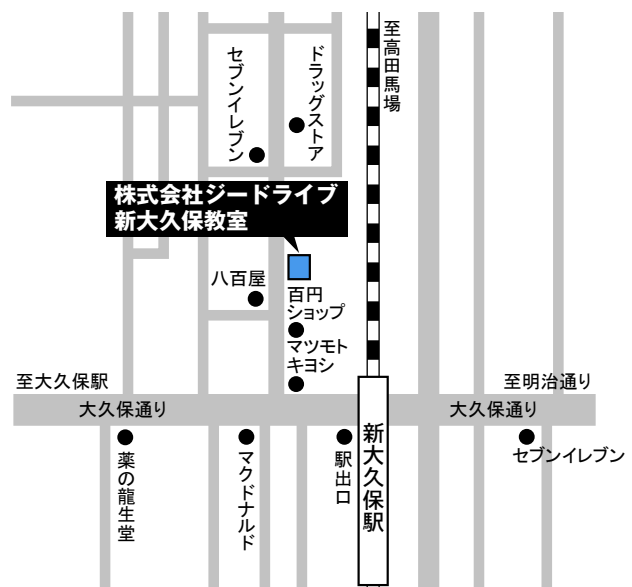 至高田馬場
セブンイレブン
ドラッグストア
株式会社ジードライブ
新大久保教室
八百屋
百円
ショップ
マツモト
キヨシ
至大久保駅
至明治通り
大久保通り
大久保通り
薬の龍生堂
マクドナルド
駅出口
新大久保駅
セブンイレブン